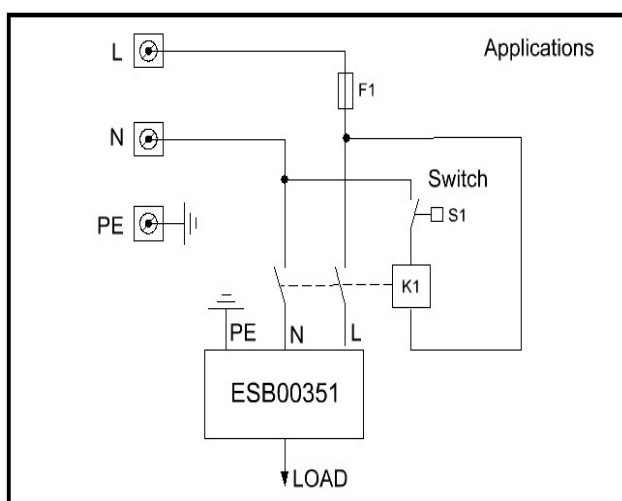 L
Applications
F1
N
Switch
PE
S1
K1
PE
N
L
ESB00351
LOAD